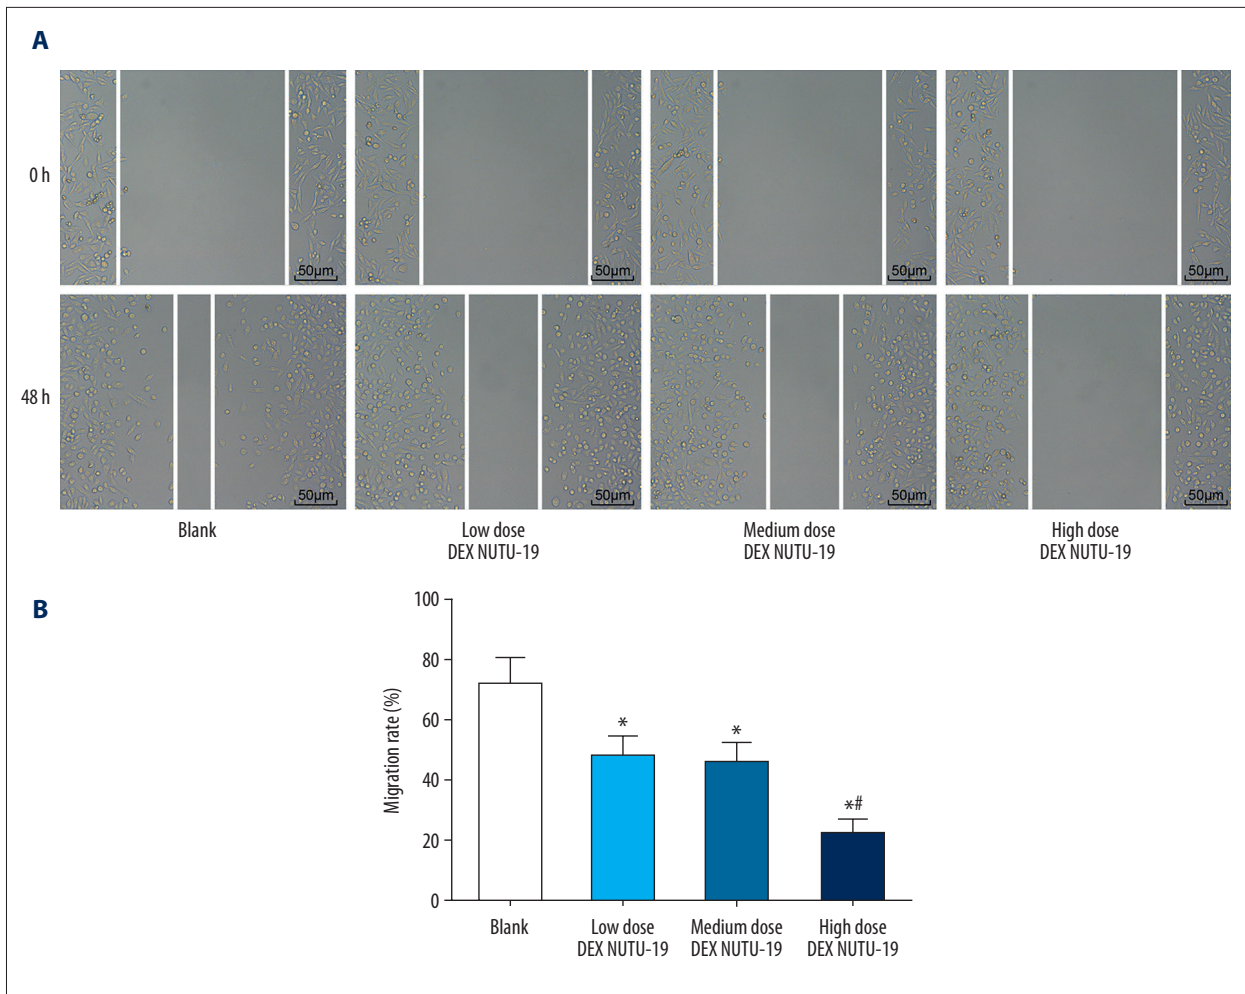 A
0 h
50µm
50µm
50µm
50µm
48 h
50µm
50µm
50µm
50µm
Blank
Low dose
DEX NUTU-19
Medium dose
DEX NUTU-19
High dose
DEX NUTU-19
B
Migration rate (%)
100
80
60
40
20
0
*
*
*#
Blank
Low dose
DEX NUTU-19
Medium dose
DEX NUTU-19
High dose
DEX NUTU-19